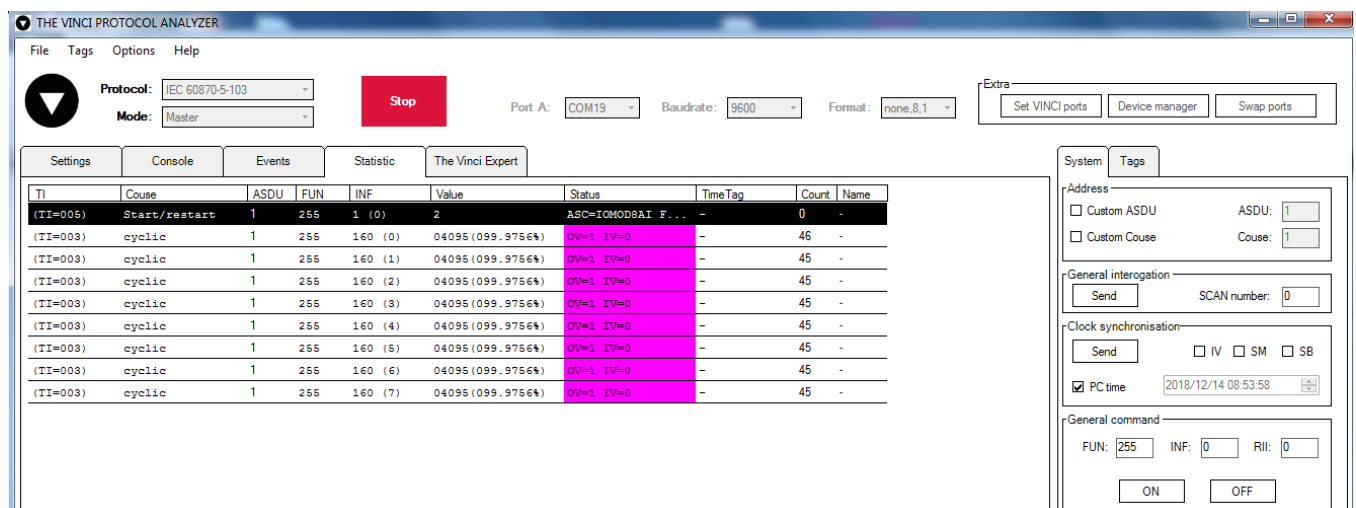 THE VINCI PROTOCOL ANALYZER
File Tags Options Help
Protocol: IEC 60870-5-103
Mode: Master
Stop
Port A: COM19 Baudrate: 9600 Format: none,8,1
Extra
Set VINCI ports Device manager Swap ports
Settings Console Events Statistic The Vinci Expert
TI Couse ASDU FUN INF Value Status TimeTag Count Name
(TI=005) Start/restart 1 255 1 (0) 2 ASC=IOMOD8AI F... - 0 -
(TI=003) cyclic 1 255 160 (0) 04095(099.9756%) OV=1 IV=0 - 46 -
(TI=003) cyclic 1 255 160 (1) 04095(099.9756%) OV=1 IV=0 - 45 -
(TI=003) cyclic 1 255 160 (2) 04095(099.9756%) OV=1 IV=0 - 45 -
(TI=003) cyclic 1 255 160 (3) 04095(099.9756%) OV=1 IV=0 - 45 -
(TI=003) cyclic 1 255 160 (4) 04095(099.9756%) OV=1 IV=0 - 45 -
(TI=003) cyclic 1 255 160 (5) 04095(099.9756%) OV=1 IV=0 - 45 -
(TI=003) cyclic 1 255 160 (6) 04095(099.9756%) OV=1 IV=0 - 45 -
(TI=003) cyclic 1 255 160 (7) 04095(099.9756%) OV=1 IV=0 - 45 -
System Tags
Address
Custom ASDU ASDU: 1
Custom Couse Couse: 1
General interogation
Send SCAN number: 0
Clock synchronisation
Send IV SM SB
PC time 2018/12/14 08:53:58
General command
FUN: 255 INF: 0 RII: 0
ON OFF